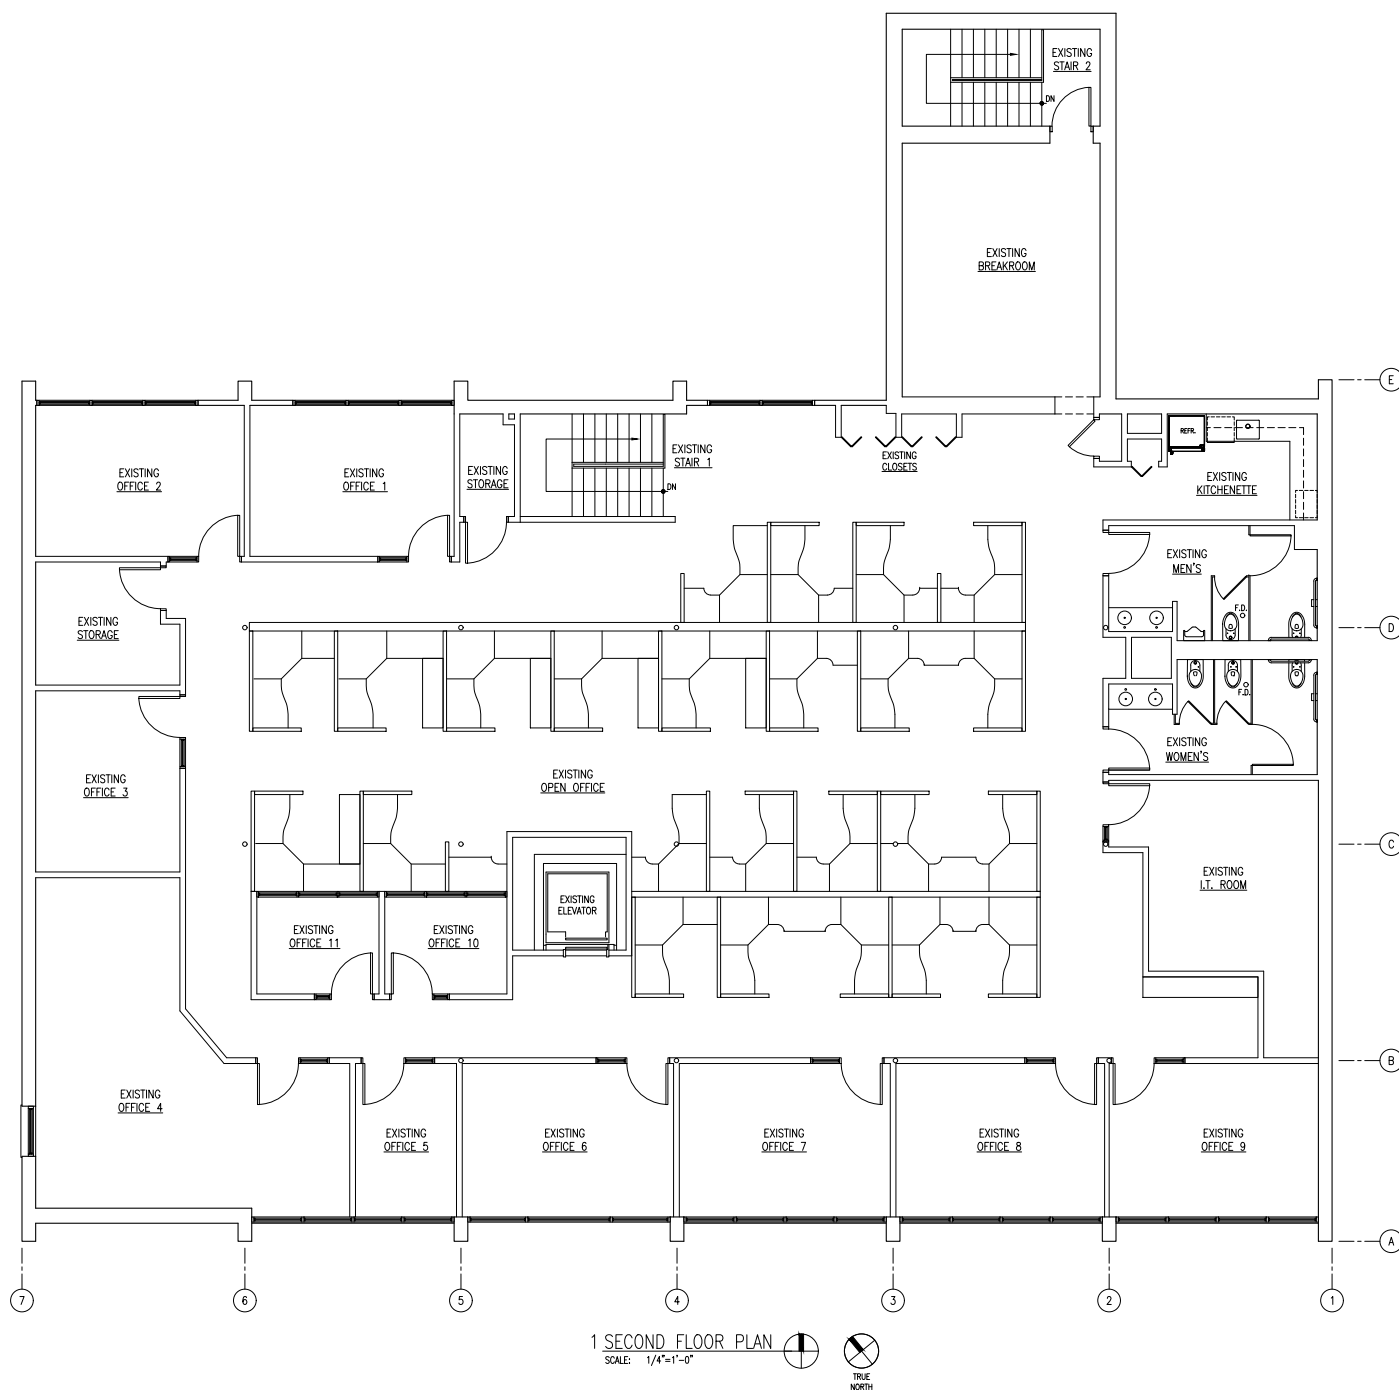 EXISTING
STAIR 2
DN
EXISTING
BREAKROOM
E
EXISTING
OFFICE 2
EXISTING
OFFICE 1
EXISTING
STORAGE
EXISTING
STAIR 1
DN
EXISTING
CLOSETS
REFR.
EXISTING
KITCHENETTE
EXISTING
MEN'S
F.D.
EXISTING
STORAGE
D
F.D.
EXISTING
WOMEN'S
EXISTING
OFFICE 3
EXISTING
OPEN OFFICE
C
EXISTING
I.T. ROOM
EXISTING
ELEVATOR
EXISTING
OFFICE 11
EXISTING
OFFICE 10
B
EXISTING
OFFICE 4
EXISTING
OFFICE 5
EXISTING
OFFICE 6
EXISTING
OFFICE 7
EXISTING
OFFICE 8
EXISTING
OFFICE 9
A
7
6
5
4
3
2
1
1 SECOND FLOOR PLAN
SCALE: 1/4"=1'-0"
TRUE
NORTH